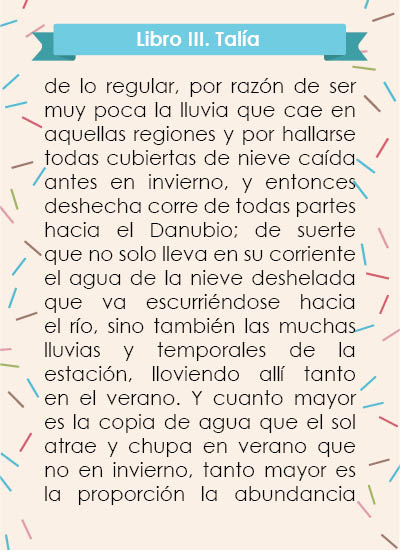 Libro III. Talía
de lo regular, por razón de ser
muy poca la lluvia que cae en
aquellas regiones y por hallarse
todas cubiertas de nieve caída
antes en invierno, y entonces
deshecha corre de todas partes
hacia el Danubio; de suerte
que no solo lleva en su corriente
el agua de la nieve deshelada
que va escurriéndose hacia
el río, sino también las muchas
lluvias y temporales de la
estación, lloviendo allí tanto
en el verano. Y cuanto mayor
es la copia de agua que el sol
atrae y chupa en verano que
no en invierno, tanto mayor es
la proporción la abundancia